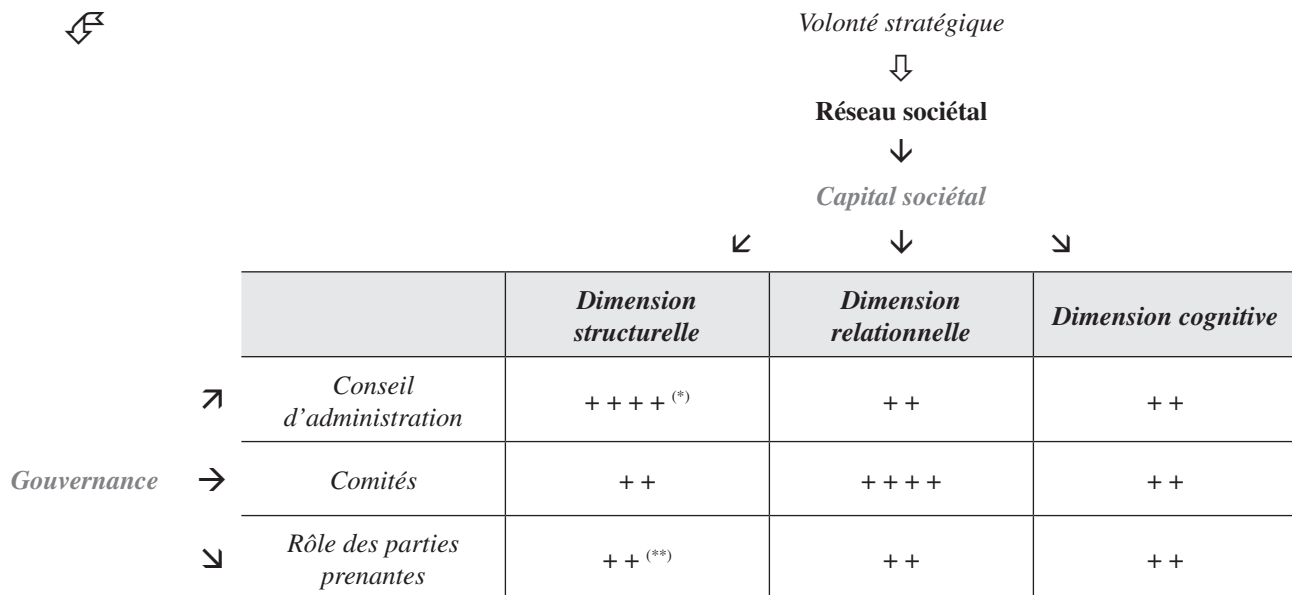 Volonté stratégique
Réseau sociétal
Capital sociétal
Dimension
structurelle
Dimension
relationnelle
Dimension cognitive
Conseil
d'administration
+ + + + (*)
+ +
+ +
Gouvernance
Comités
+ +
+ + + +
+ +
Rôle des parties
prenantes
+ + (**)
+ +
+ +